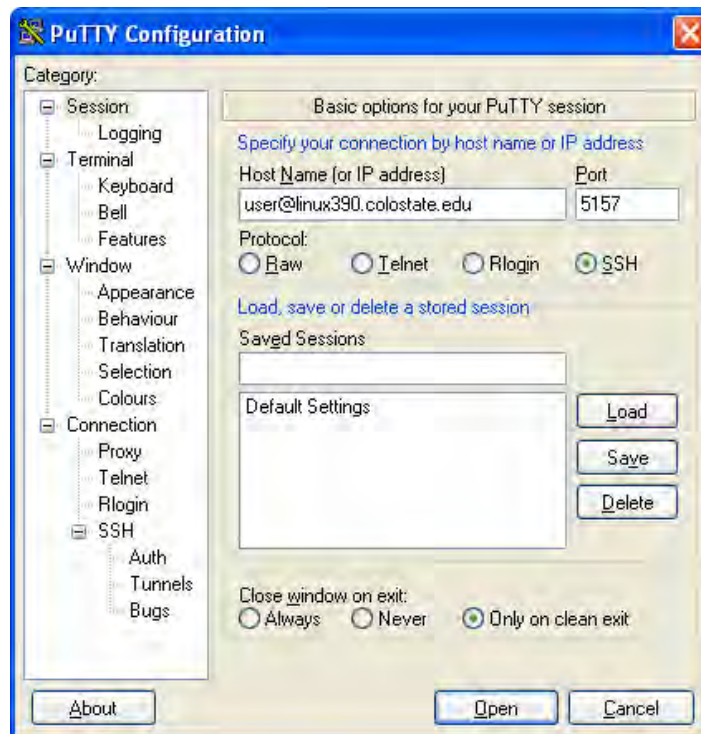 PuTTY Configuration
Category:
Session
Logging
Terminal
Keyboard
Bell
Features
Window
Appearance
Behaviour
Translation
Selection
Colours
Connection
Proxy
Telnet
Rlogin
SSH
Auth
Tunnels
Bugs
Basic options for your PuTTY session
Specify your connection by host name or IP address
Host Name (or IP address) Port
user@linux390.colostate.edu 5157
Protocol:
Raw Telnet Rlogin SSH
Load, save or delete a stored session
Saved Sessions
Default Settings
Load
Save
Delete
Close window on exit:
Always Never Only on clean exit
About Open Cancel